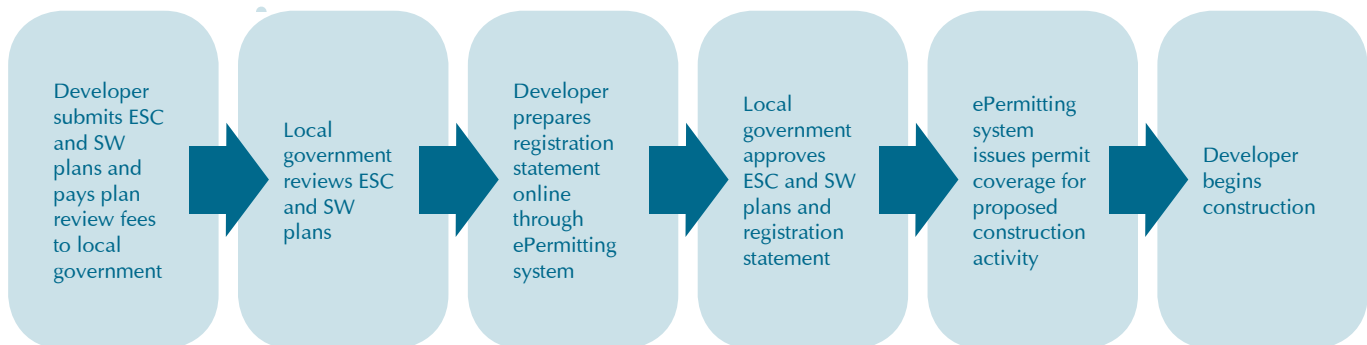 Developer
submits ESC
and SW
plans and
pays plan
review fees
to local
government
Local
government
reviews ESC
and SW
plans
Developer
prepares
registration
statement
online
through
ePermitting
system
Local
government
approves
ESC and SW
plans and
registration
statement
ePermitting
system
issues permit
coverage for
proposed
construction
activity
Developer
begins
construction